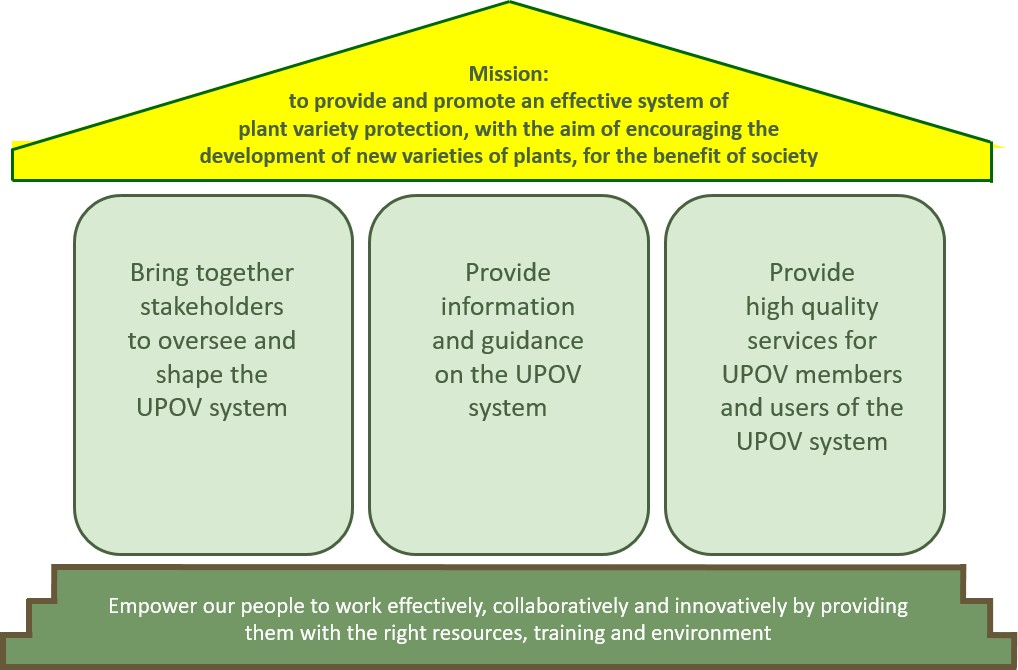 Mission:
to provide and promote an effective system of
plant variety protection, with the aim of encouraging the
development of new varieties of plants, for the benefit of society
Bring together
stakeholders
to oversee and
shape the
UPOV system
Provide
information
and guidance
on the UPOV
system
Provide
high quality
services for
UPOV members
and users of the
UPOV system
Empower our people to work effectively, collaboratively and innovatively by providing
them with the right resources, training and environment